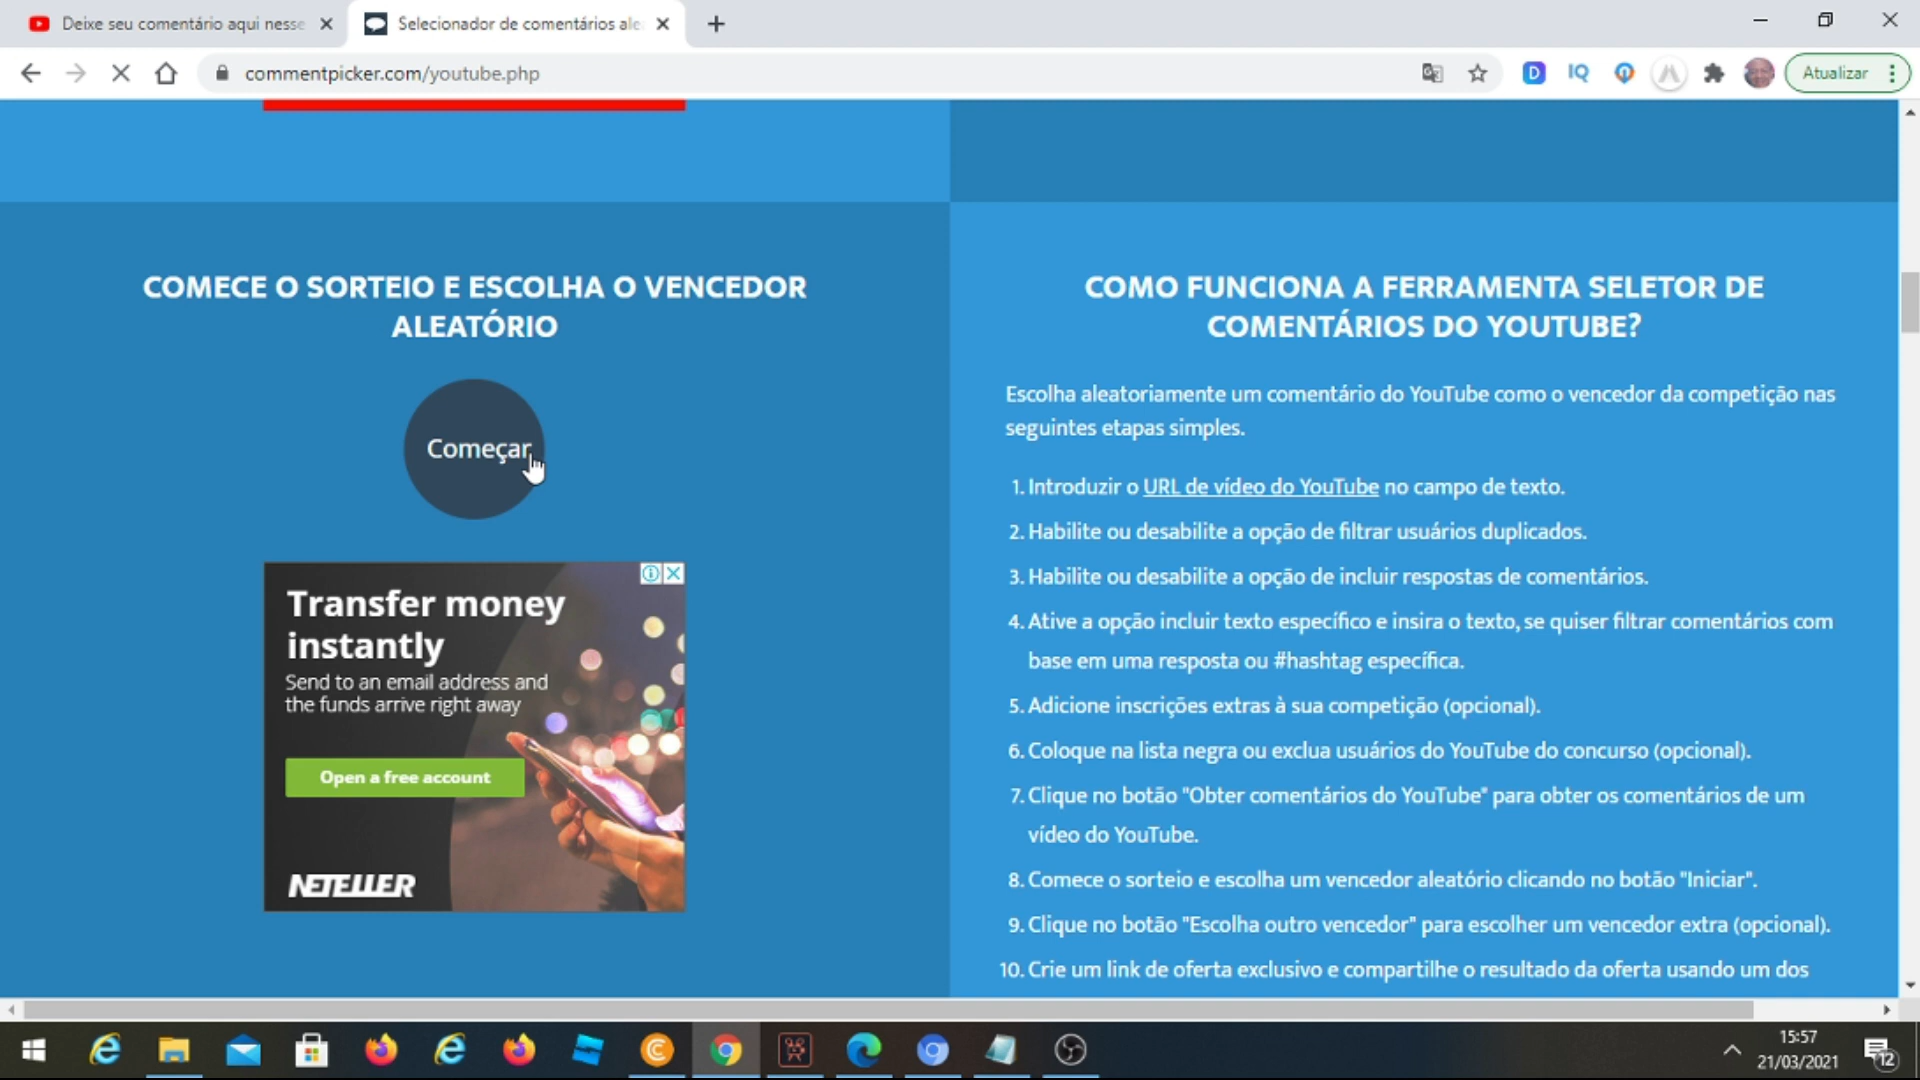 Deixe seu comentário aqui nesse
Selecionador de comentários ale
commentpicker.com/youtube.php
D
IQ
Atualizar
COMECE O SORTEIO E ESCOLHA O VENCEDOR
ALEATÓRIO
Começar
Transfer money
instantly
Send to an email address and
the funds arrive right away
Open a free account
NETELLER
COMO FUNCIONA A FERRAMENTA SELETOR DE
COMENTÁRIOS DO YOUTUBE?
Escolha aleatoriamente um comentário do YouTube como o vencedor da competição nas
seguintes etapas simples.
1. Introduzir o URL de vídeo do YouTube no campo de texto.
2. Habilite ou desabilite a opção de filtrar usuários duplicados.
3. Habilite ou desabilite a opção de incluir respostas de comentários.
4. Ative a opção incluir texto específico e insira o texto, se quiser filtrar comentários com
base em uma resposta ou #hashtag específica.
5. Adicione inscrições extras à sua competição (opcional).
6. Coloque na lista negra ou exclua usuários do YouTube do concurso (opcional).
7. Clique no botão "Obter comentários do YouTube" para obter os comentários de um
vídeo do YouTube.
8. Comece o sorteio e escolha um vencedor aleatório clicando no botão "Iniciar".
9. Clique no botão "Escolha outro vencedor" para escolher um vencedor extra (opcional).
10. Crie um link de oferta exclusivo e compartilhe o resultado da oferta usando um dos
15:57
21/03/2021
12